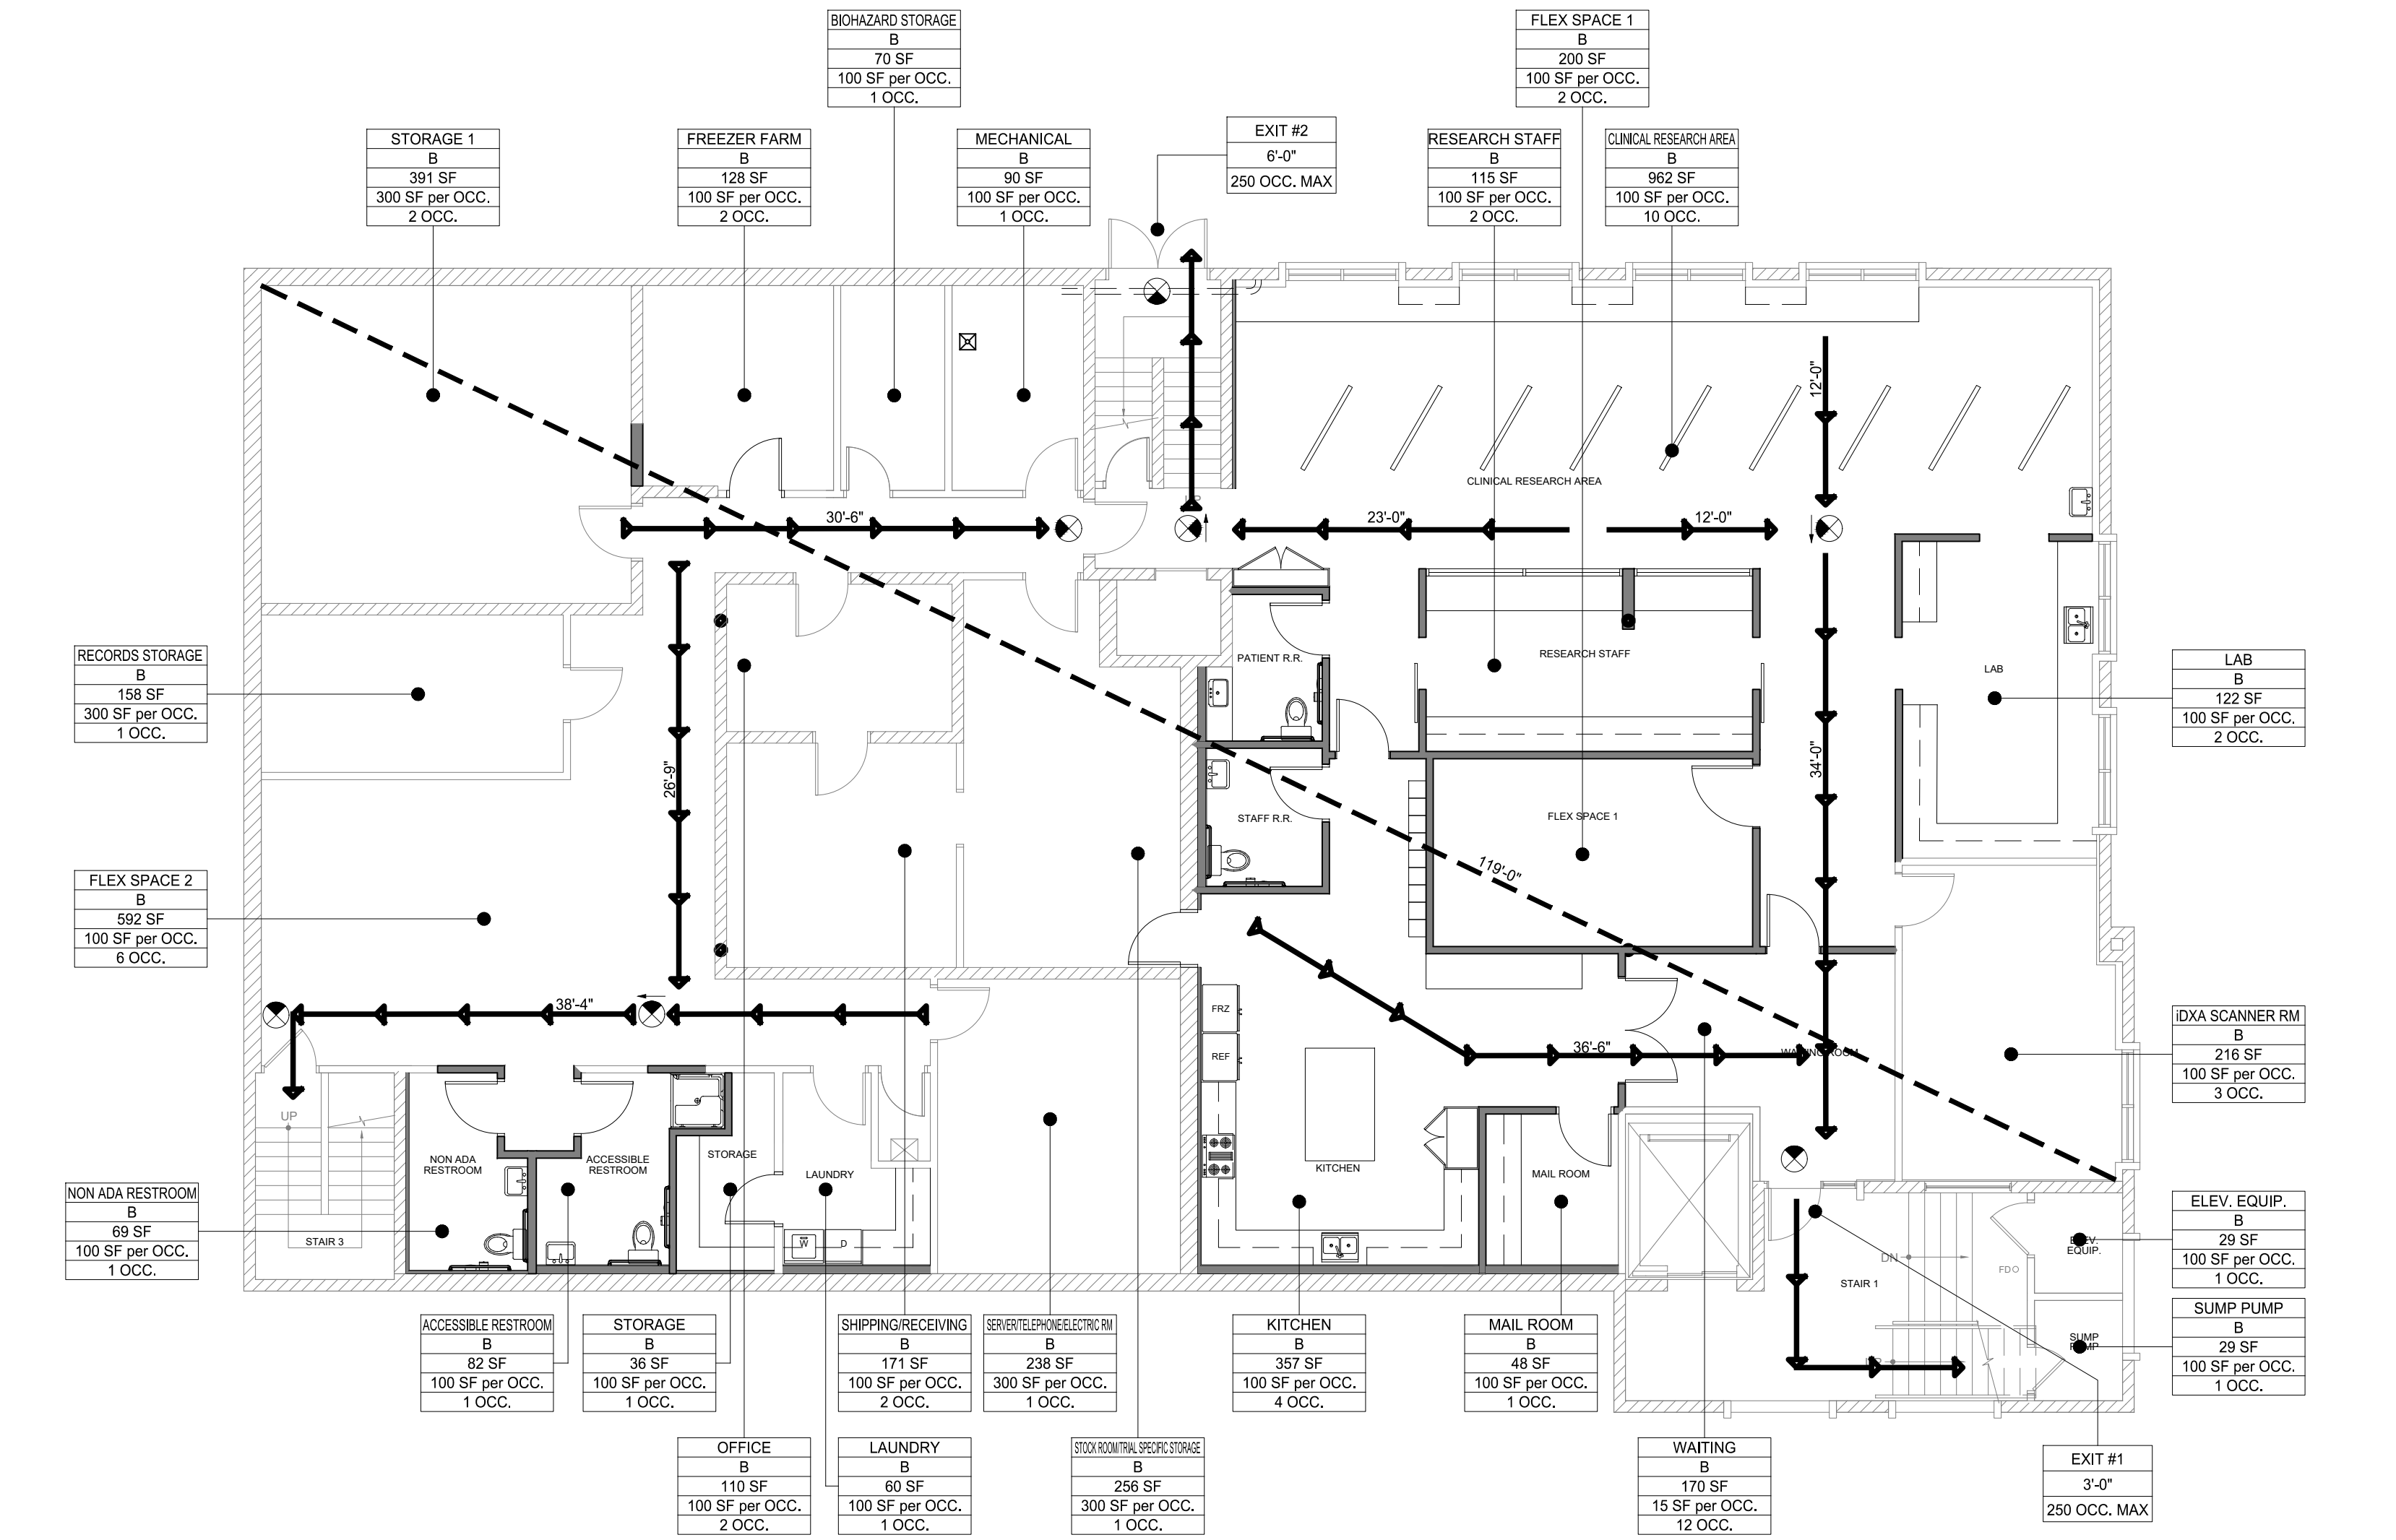 BIOHAZARD STORAGE
B
70 SF
100 SF per OCC.
1 OCC.
FLEX SPACE 1
B
200 SF
100 SF per OCC.
2 OCC.
STORAGE 1
B
391 SF
300 SF per OCC.
2 OCC.
FREEZER FARM
B
128 SF
100 SF per OCC.
2 OCC.
MECHANICAL
B
90 SF
100 SF per OCC.
1 OCC.
EXIT #2
6'-0"
250 OCC. MAX
RESEARCH STAFF
B
115 SF
100 SF per OCC.
2 OCC.
CLINICAL RESEARCH AREA
B
962 SF
100 SF per OCC.
10 OCC.
12'-0"
CLINICAL RESEARCH AREA
UP
30'-6"
23'-0"
12'-0"
RECORDS STORAGE
B
158 SF
300 SF per OCC.
1 OCC.
PATIENT R.R.
RESEARCH STAFF
LAB
LAB
B
122 SF
100 SF per OCC.
2 OCC.
26'-9"
34'-0"
STAFF R.R.
FLEX SPACE 1
119'-0"
FLEX SPACE 2
B
592 SF
100 SF per OCC.
6 OCC.
38'-4"
FRZ
REF
36'-6"
WAITING ROOM
iDXA SCANNER RM
B
216 SF
100 SF per OCC.
3 OCC.
UP
NON ADA
RESTROOM
ACCESSIBLE
RESTROOM
STORAGE
LAUNDRY
KITCHEN
MAIL ROOM
NON ADA RESTROOM
B
69 SF
100 SF per OCC.
1 OCC.
STAIR 3
W
D
DN
FDO
STAIR 1
UP
ELEV.
EQUIP.
SUMP
PUMP
ELEV. EQUIP.
B
29 SF
100 SF per OCC.
1 OCC.
SUMP PUMP
B
29 SF
100 SF per OCC.
1 OCC.
ACCESSIBLE RESTROOM
B
82 SF
100 SF per OCC.
1 OCC.
STORAGE
B
36 SF
100 SF per OCC.
1 OCC.
SHIPPING/RECEIVING
B
171 SF
100 SF per OCC.
2 OCC.
SERVER/TELEPHONE/ELECTRIC RM
B
238 SF
300 SF per OCC.
1 OCC.
KITCHEN
B
357 SF
100 SF per OCC.
4 OCC.
MAIL ROOM
B
48 SF
100 SF per OCC.
1 OCC.
OFFICE
B
110 SF
100 SF per OCC.
2 OCC.
LAUNDRY
B
60 SF
100 SF per OCC.
1 OCC.
STOCK ROOM/TRIAL SPECIFIC STORAGE
B
256 SF
300 SF per OCC.
1 OCC.
WAITING
B
170 SF
15 SF per OCC.
12 OCC.
EXIT #1
3'-0"
250 OCC. MAX